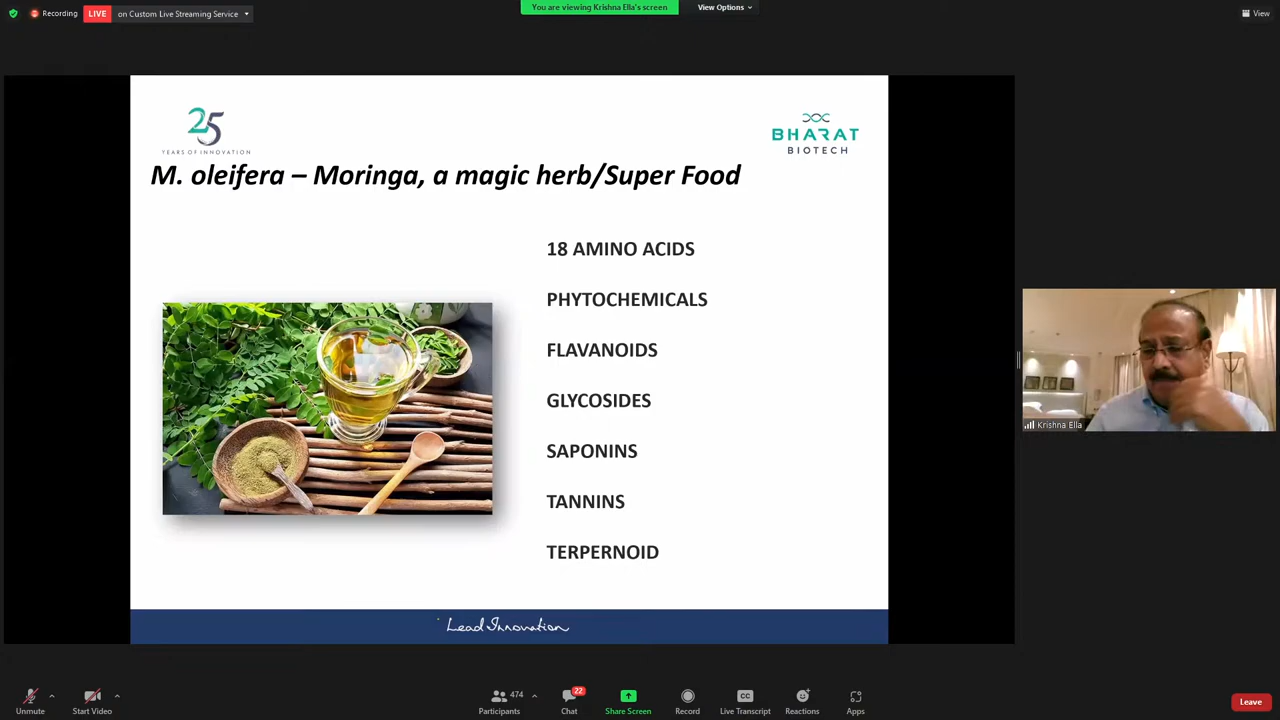 Recording
LIVE
on Custom Live Streaming Service
You are viewing Krishna Ella's screen
View Options
View
25
YEARS OF INNOVATION
BHARAT
BIOTECH
M. oleifera – Moringa, a magic herb/Super Food
18 AMINO ACIDS
PHYTOCHEMICALS
FLAVANOIDS
GLYCOSIDES
SAPONINS
TANNINS
TERPERNOID
Krishna Ella
Lead Innovation
Unmute
Start Video
474
Participants
22
Chat
Share Screen
Record
CC
Live Transcript
Reactions
Apps
Leave